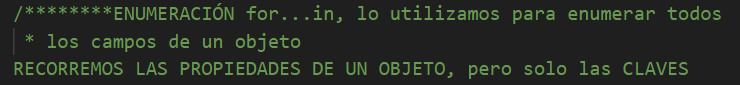 /********ENUMERACIÓN for...in, lo utilizamos para enumerar todos
* los campos de un objeto
RECORREMOS LAS PROPIEDADES DE UN OBJETO, pero solo las CLAVES